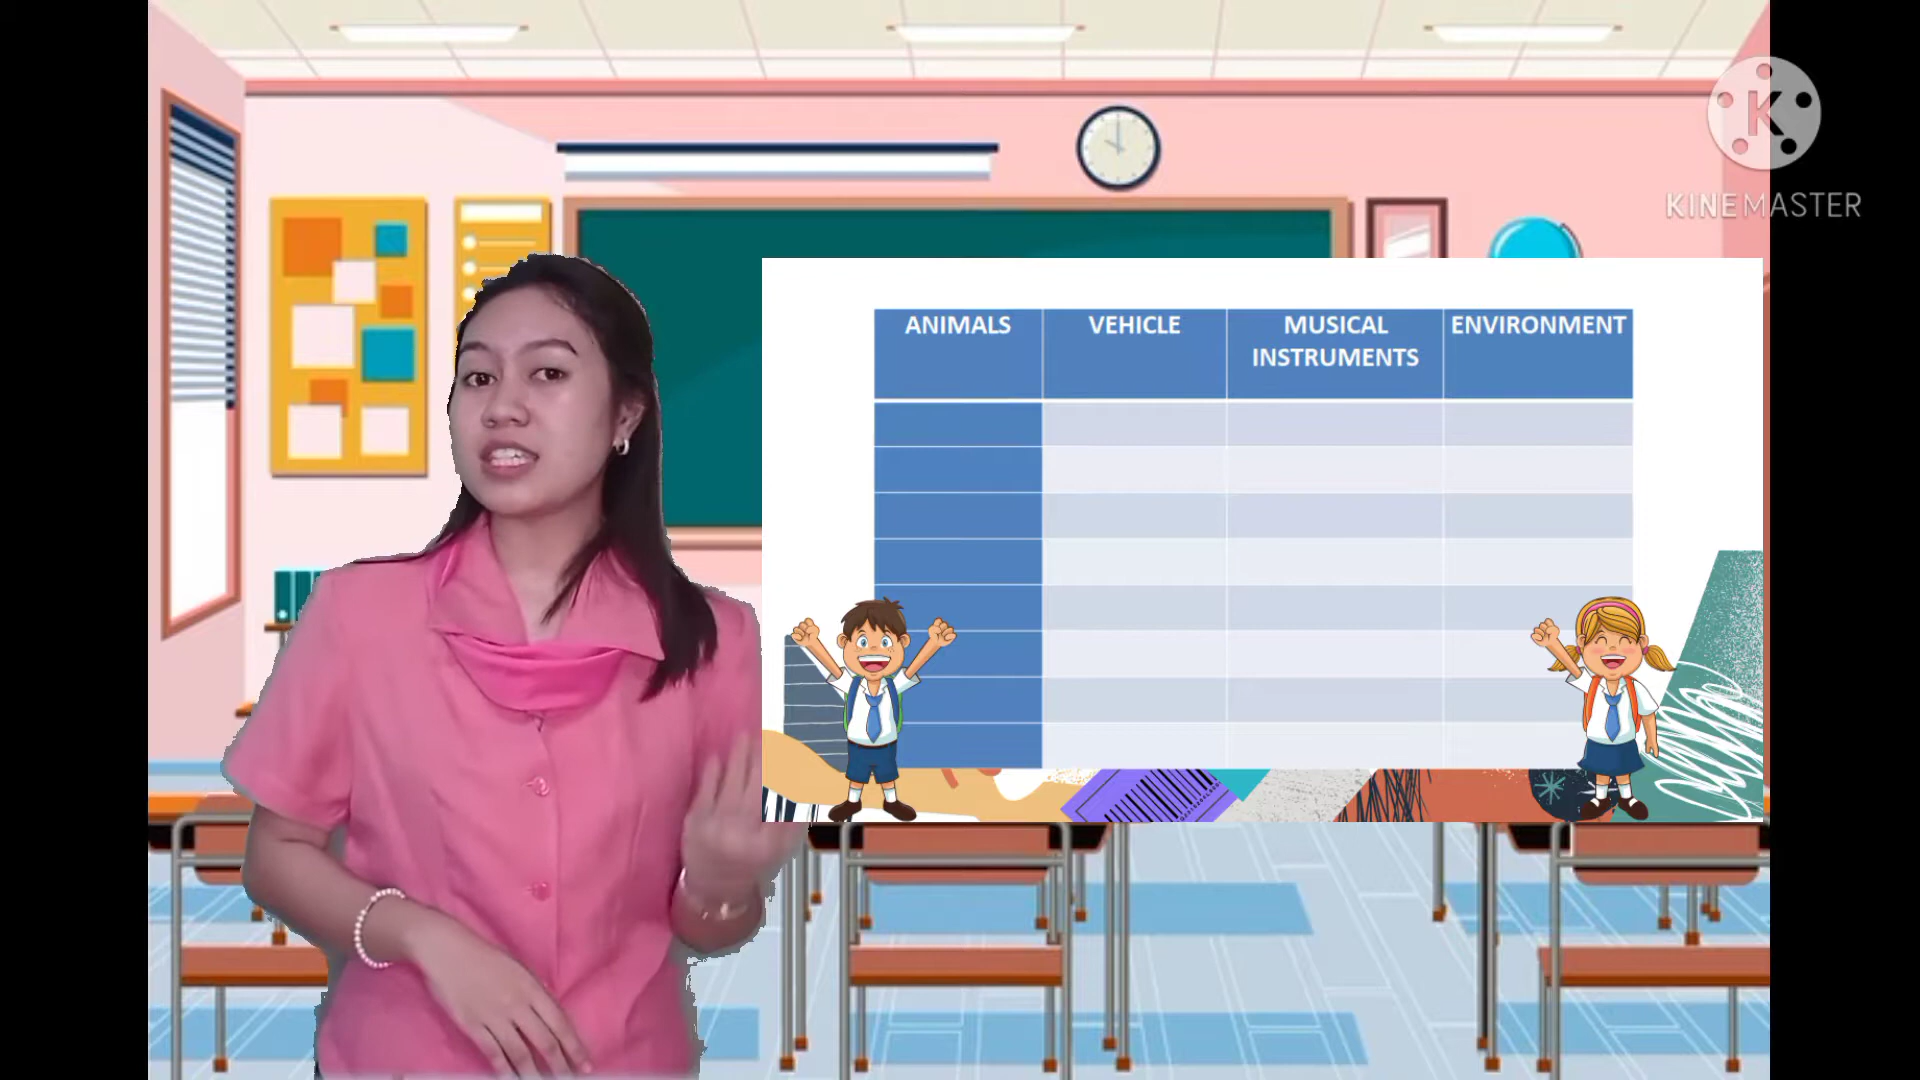 K
KINEMASTER
ANIMALS
VEHICLE
MUSICAL
INSTRUMENTS
ENVIRONMENT